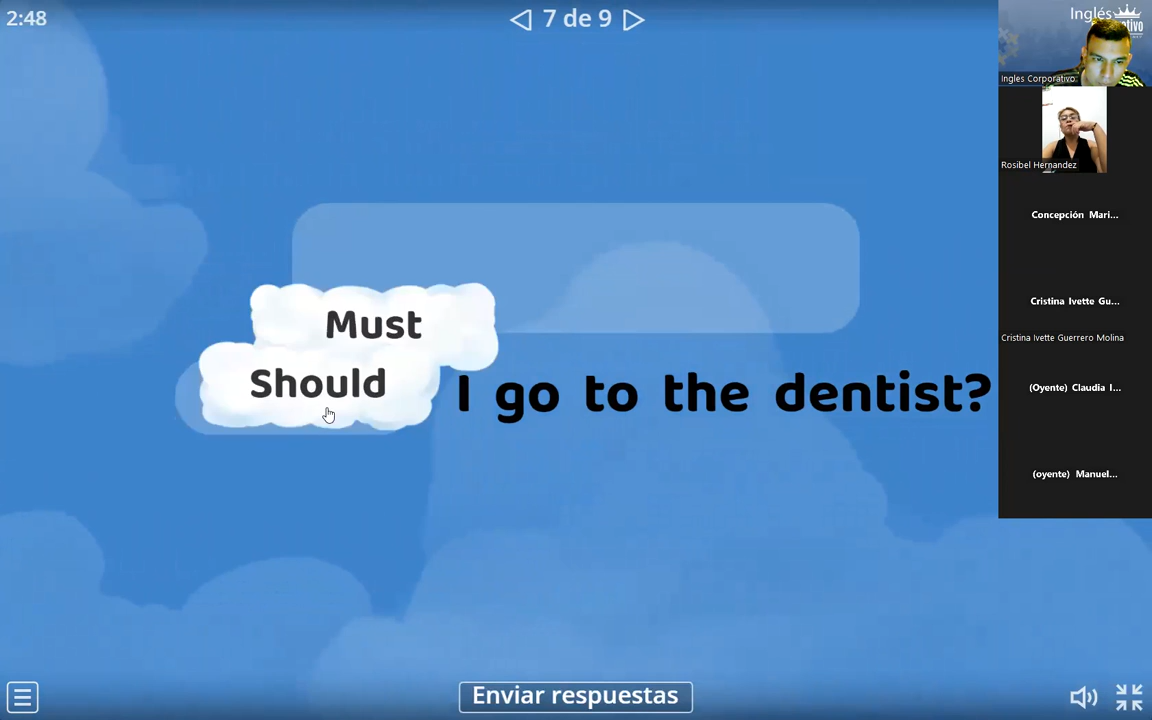 2:48
7 de 9
Must
Should
I go to the dentist?
Enviar respuestas
Inglés
Ingles Corporativo
Rosibel Hernandez
Concepción Mari...
Cristina Ivette Gu...
Cristina Ivette Guerrero Molina
(Oyente) Claudia I...
(oyente) Manuel...